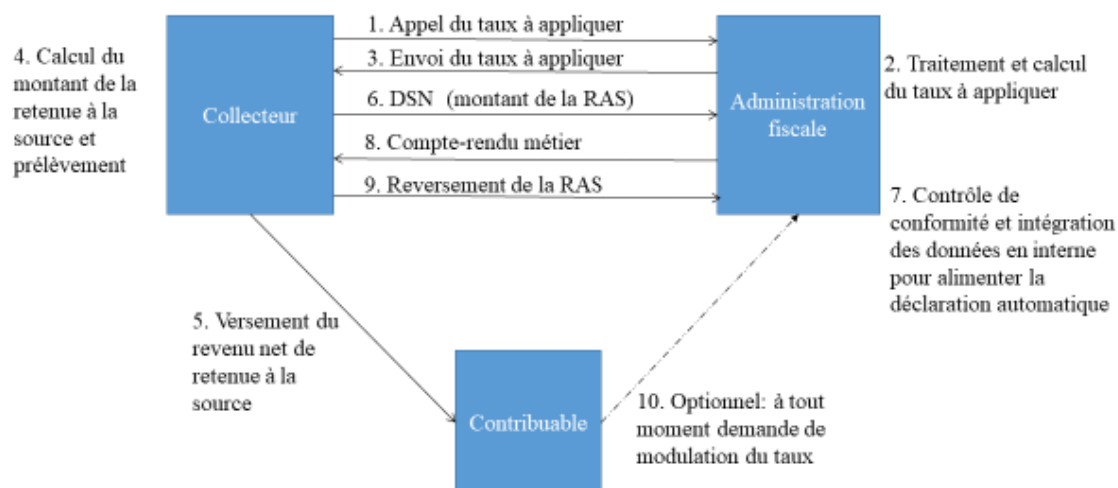 1. Appel du taux à appliquer
3. Envoi du taux à appliquer
6. DSN (montant de la RAS)
8. Compte-rendu métier
9. Reversement de la RAS
4. Calcul du
montant de la
retenue à la
source et
prélèvement
Collecteur
Administration
fiscale
2. Traitement et calcul
du taux à appliquer
7. Contrôle de
conformité et intégration
des données en interne
pour alimenter la
déclaration automatique
5. Versement du
revenu net de
retenue à la
source
Contribuable
10. Optionnel: à tout
moment demande de
modulation du taux